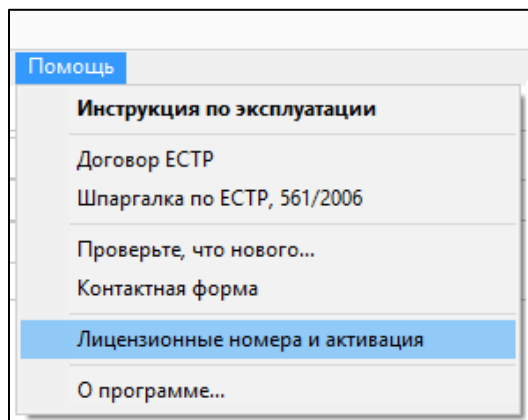 Помощь
Инструкция по эксплуатации
Договор ЕСТР
Шпаргалка по ЕСТР, 561/2006
Проверьте, что нового...
Контактная форма
Лицензионные номера и активация
О программе...